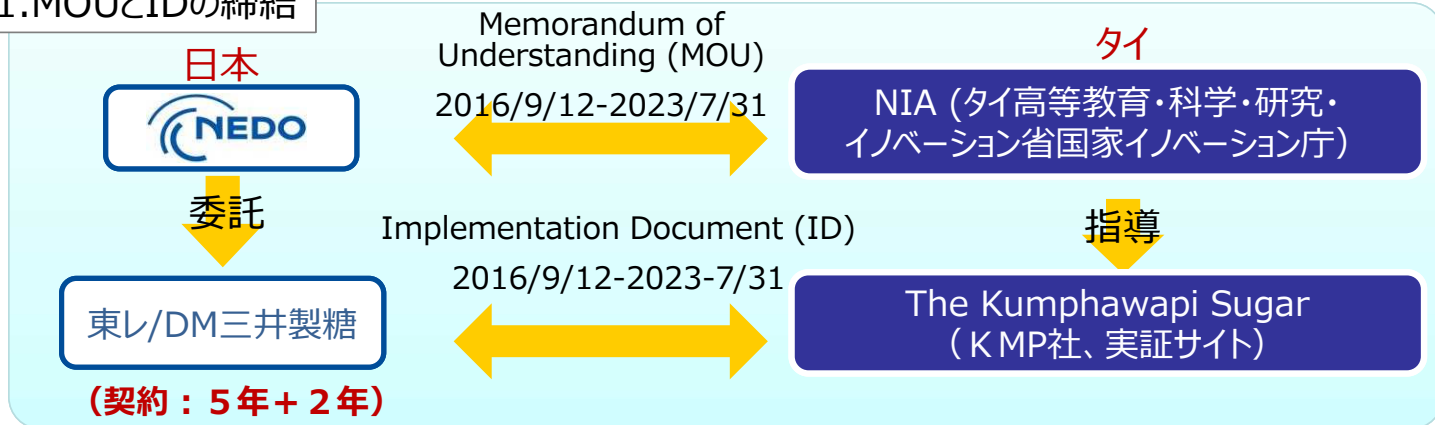 1.MOUとIDの締結
Memorandum of
Understanding (MOU)
2016/9/12-2023/7/31
日本
タイ
NEDO
NIA (タイ高等教育・科学・研究・
イノベーション省国家イノベーション庁)
委託
指導
Implementation Document (ID)
2016/9/12-2023-7/31
東レ/DM三井製糖
The Kumphawapi Sugar
(KMP社、実証サイト)
(契約:5年+2年)